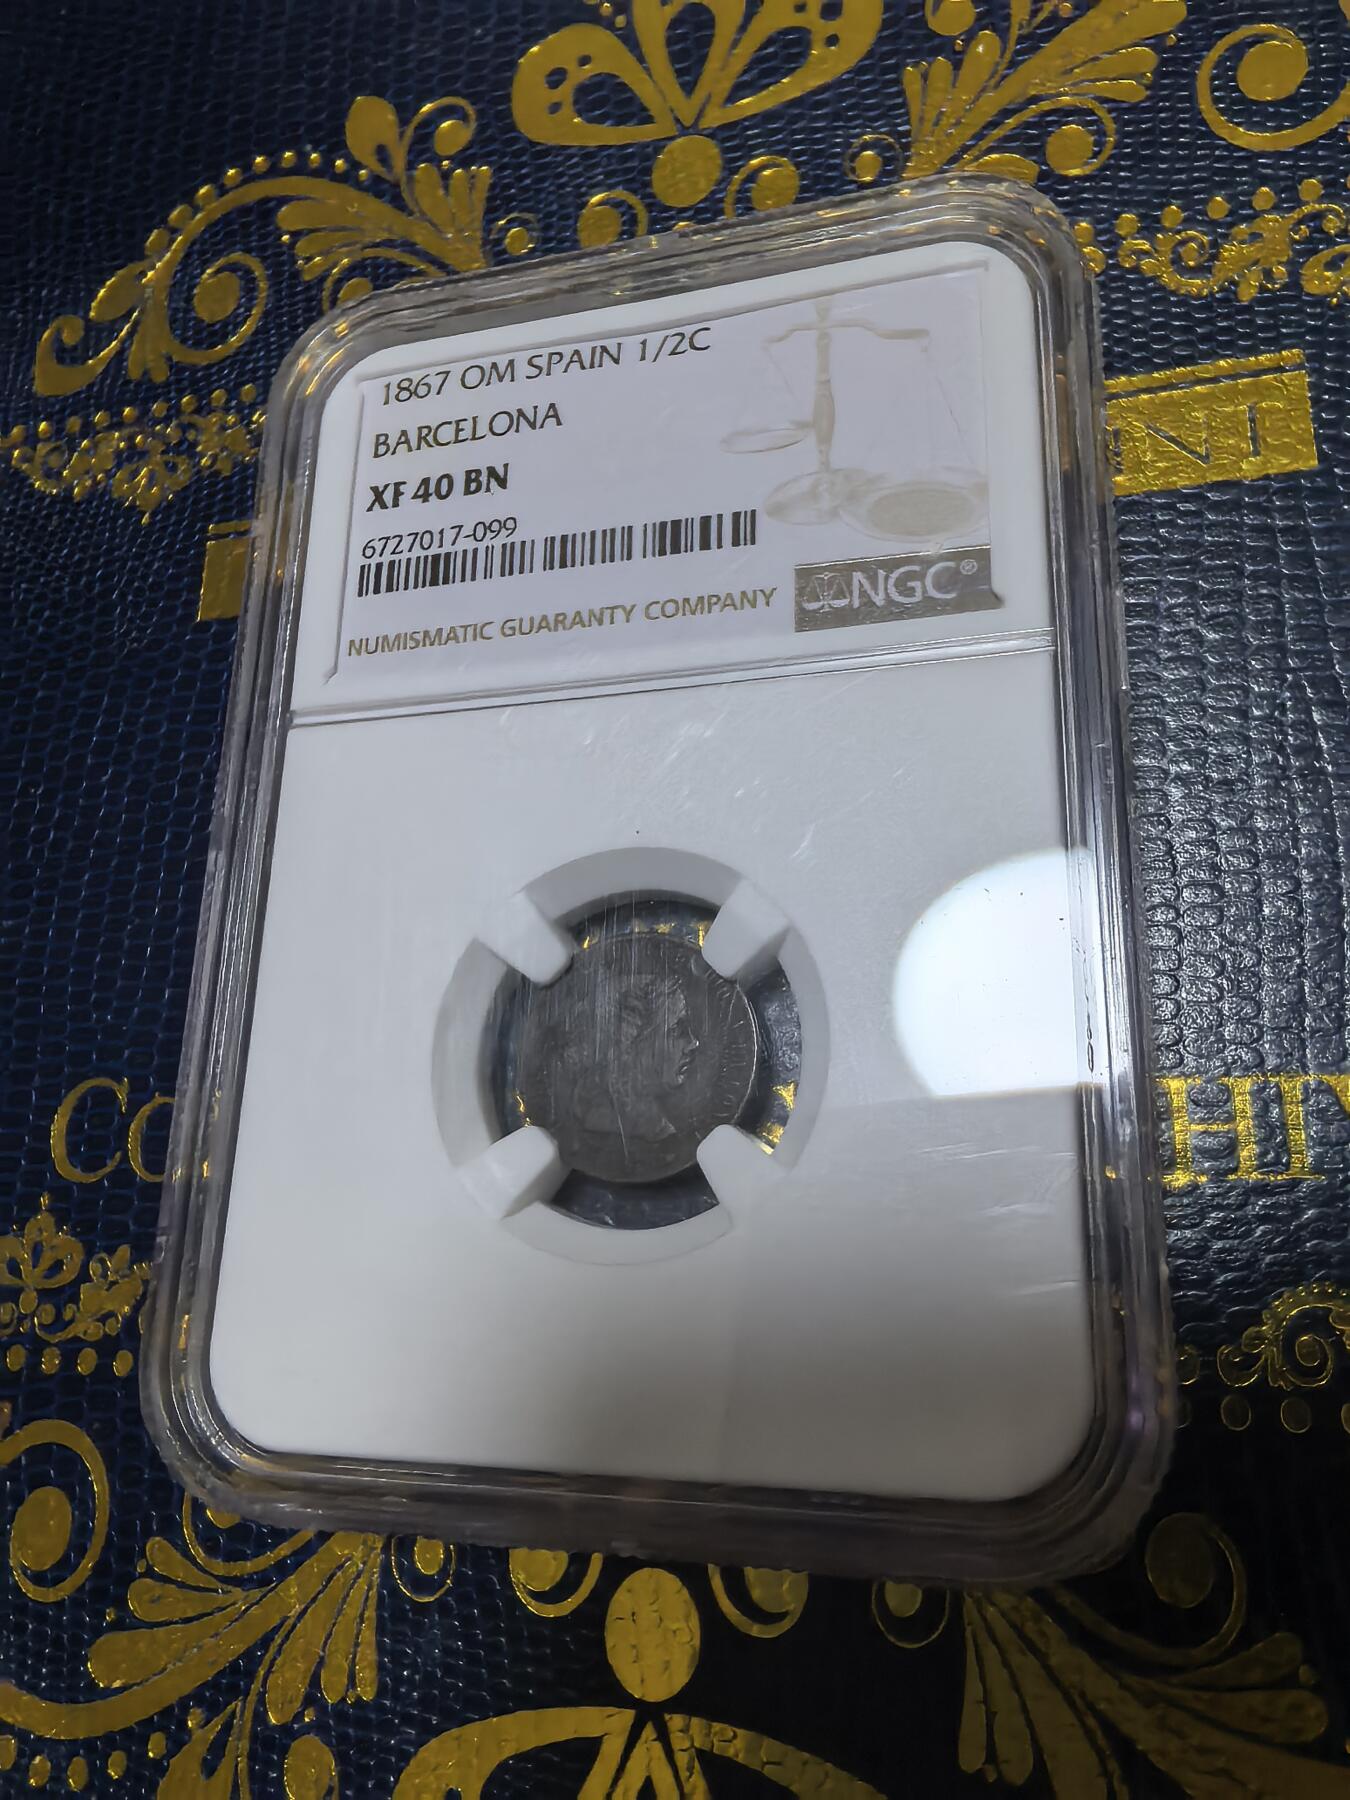 1867 OM SPAIN 1/2C
BARCELONA
XF 40 BN
6727017-099
NUMISMATIC GUARANTY COMPANY
NGC®